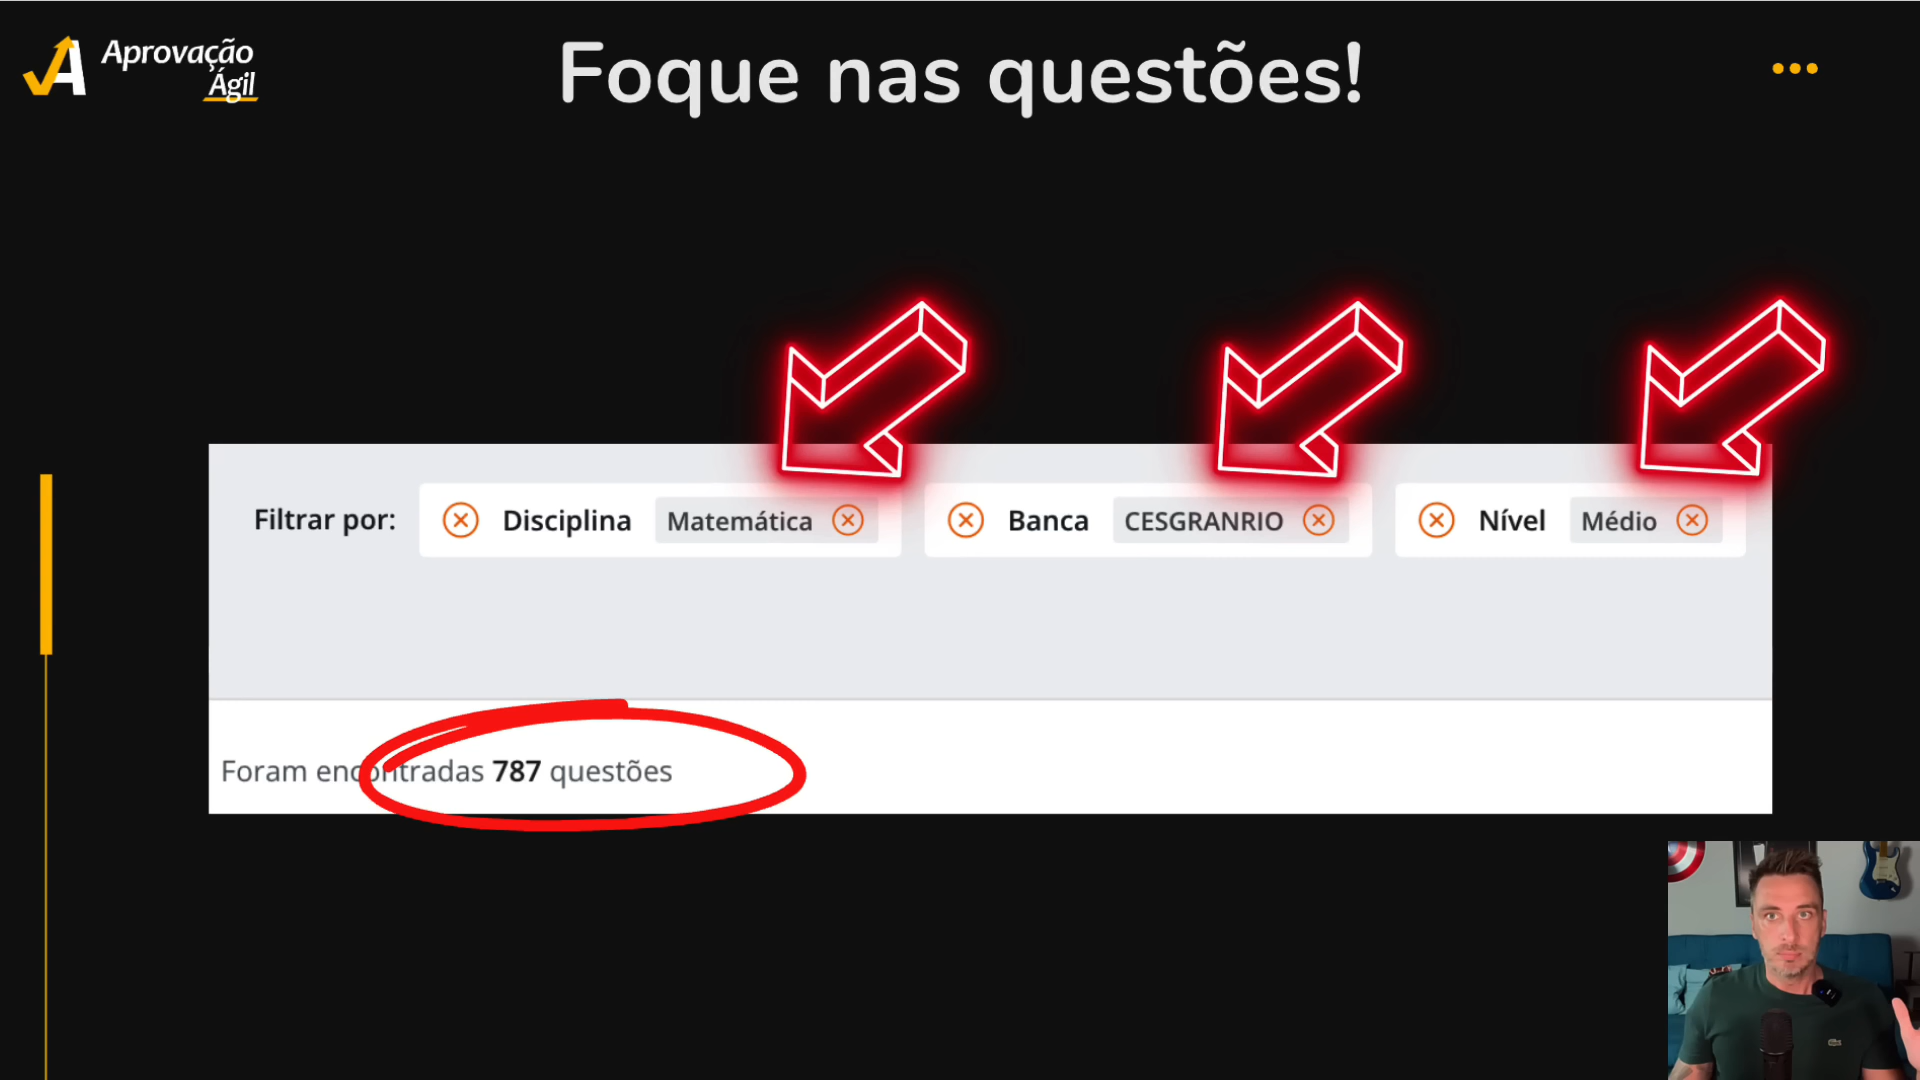 Aprovação
Ágil
Foque nas questões!
Filtrar por: Disciplina Matemática Banca CESGRANRIO Nível Médio
Foram encontradas 787 questões